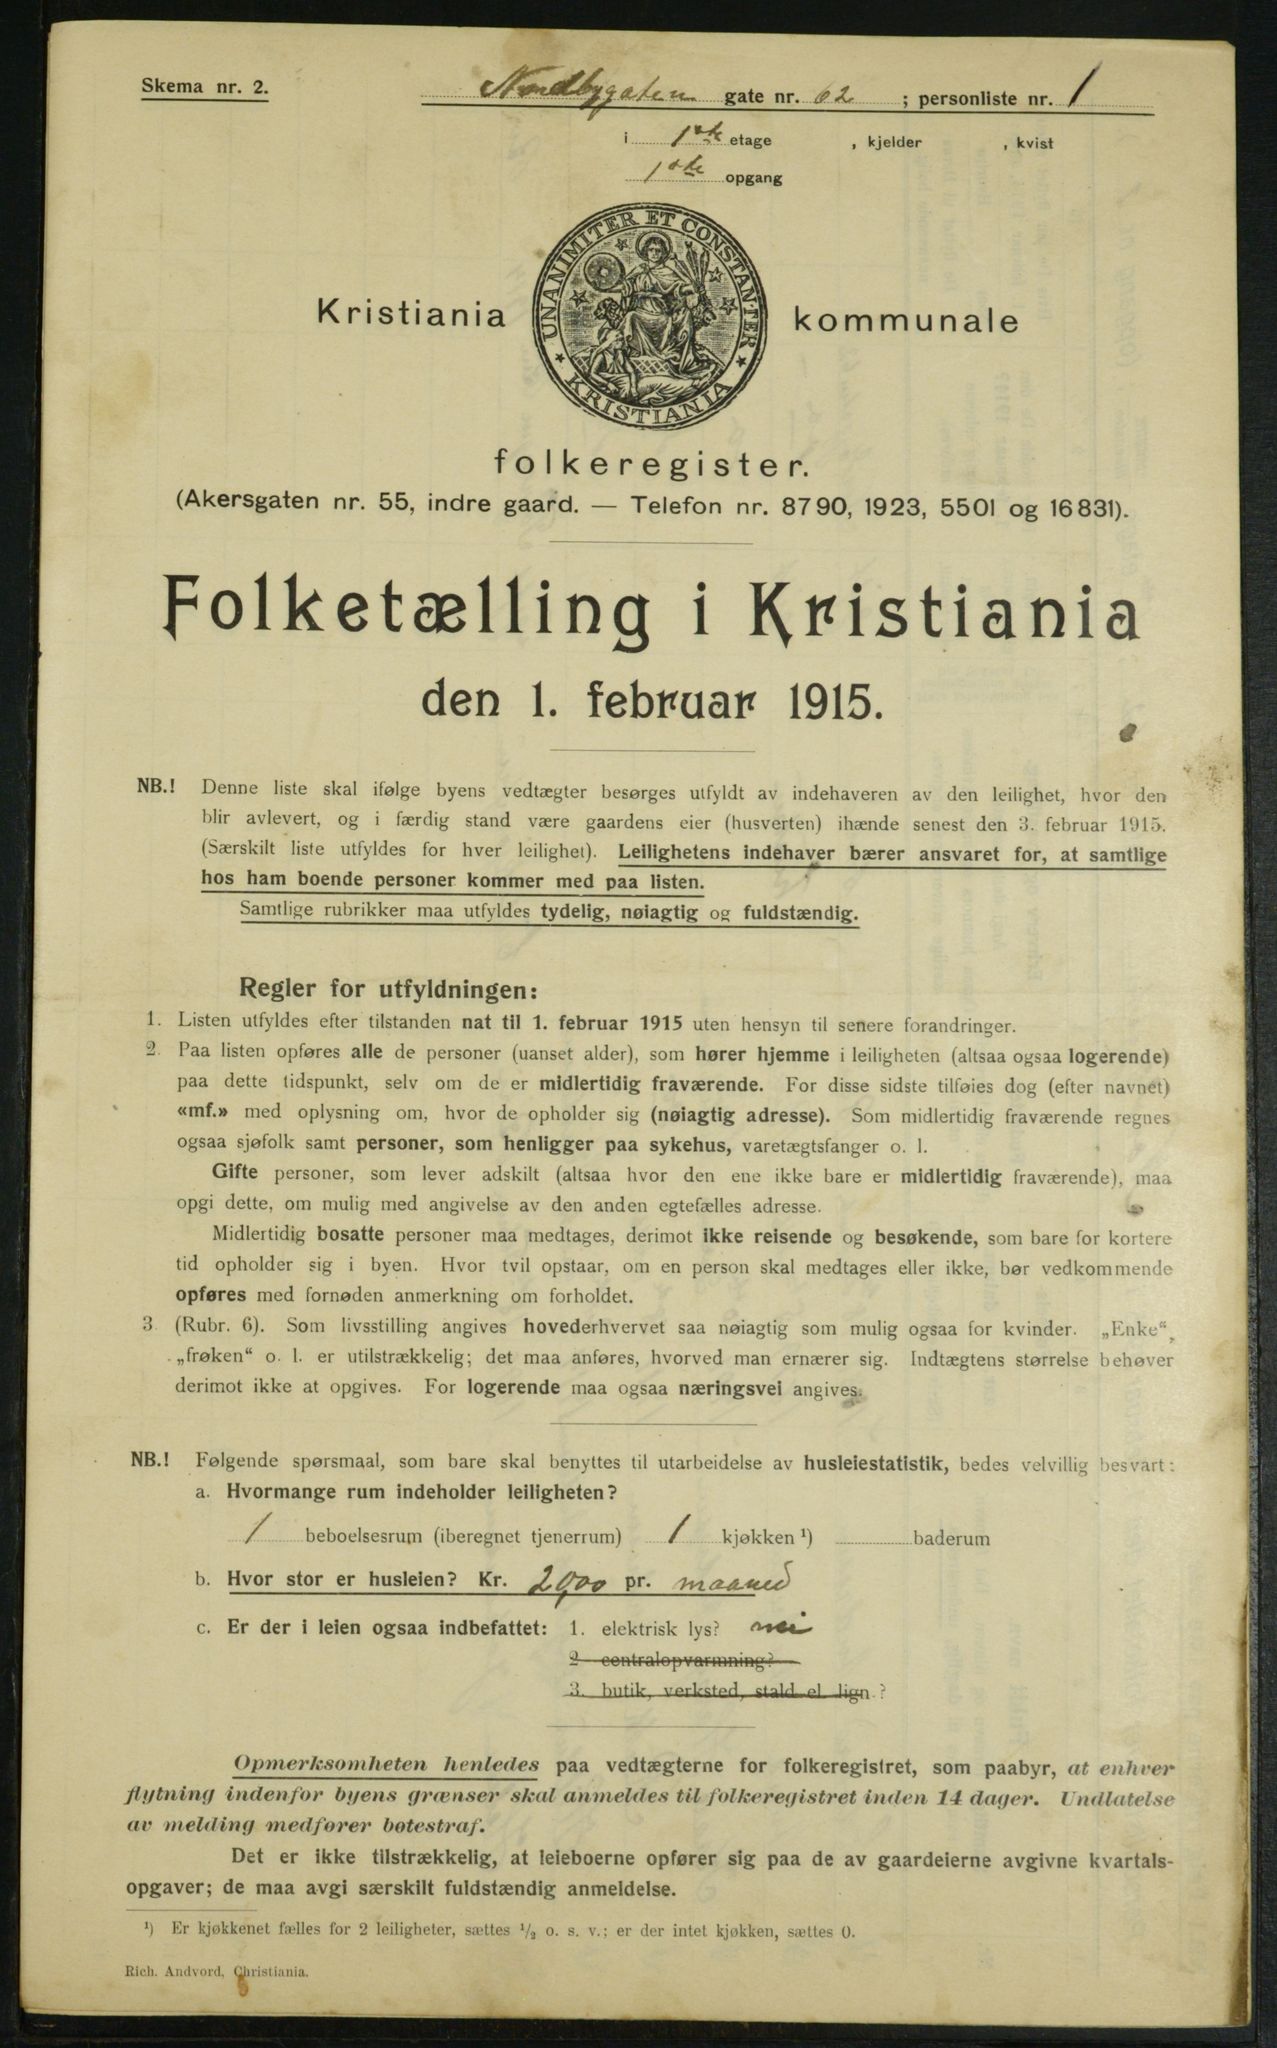 Skema nr. 2.
Nordbygaten gate nr. 62 ; personliste nr. 1
i 1ste etage , kjelder , kvist
1ste opgang
UNANIMITER ET CONSTANTER
KRISTIANIA
Kristiania kommunale
folkeregister.
(Akersgaten nr. 55, indre gaard. — Telefon nr. 8790, 1923, 5501 og 16831).
Folketælling i Kristiania
den 1. februar 1915.
NB.! Denne liste skal ifølge byens vedtægter besørges utfyldt av indehaveren av den leilighet, hvor den
blir avlevert, og i færdig stand være gaardens eier (husverten) ihænde senest den 3. februar 1915.
(Særskilt liste utfyldes for hver leilighet). Leilighetens indehaver bærer ansvaret for, at samtlige
hos ham boende personer kommer med paa listen.
Samtlige rubrikker maa utfyldes tydelig, nøiagtig og fuldstændig.
Regler for utfyldningen:
1. Listen utfyldes efter tilstanden nat til 1. februar 1915 uten hensyn til senere forandringer.
2. Paa listen opføres alle de personer (uanset alder), som hører hjemme i leiligheten (altsaa ogsaa logerende)
paa dette tidspunkt, selv om de er midlertidig fraværende. For disse sidste tilføies dog (efter navnet)
«mf.» med oplysning om, hvor de opholder sig (nøiagtig adresse). Som midlertidig fraværende regnes
ogsaa sjøfolk samt personer, som henligger paa sykehus, varetægtsfanger o. l.
Gifte personer, som lever adskilt (altsaa hvor den ene ikke bare er midlertidig fraværende), maa
opgi dette, om mulig med angivelse av den anden egtefælles adresse.
Midlertidig bosatte personer maa medtages, derimot ikke reisende og besøkende, som bare for kortere
tid opholder sig i byen. Hvor tvil opstaar, om en person skal medtages eller ikke, bør vedkommende
opføres med fornøden anmerkning om forholdet.
3 (Rubr. 6). Som livsstilling angives hovederhvervet saa nøiagtig som mulig ogsaa for kvinder. „Enke“,
„frøken“ o. l. er utilstrækkelig; det maa anføres, hvorved man ernærer sig. Indtægtens størrelse behøver
derimot ikke at opgives. For logerende maa ogsaa næringsvei angives.
NB.! Følgende spørsmaal, som bare skal benyttes til utarbeidelse av husleiestatistik, bedes velvillig besvart:
a. Hvormange rum indeholder leiligheten?
1 beboelsesrum (iberegnet tjenerrum) 1 kjøkken ¹) baderum
b. Hvor stor er husleien? Kr. 20,00 pr. maaned
c. Er der i leien ogsaa indbefattet: 1. elektrisk lys? nei
2 centralopvarmning?
3. butik, verksted, stald el. lign.?
Opmerksomheten henledes paa vedtægterne for folkeregistret, som paabyr, at enhver
flytning indenfor byens grænser skal anmeldes til folkeregistret inden 14 dager. Undlatelse
av melding medfører bøtestraf.
Det er ikke tilstrækkelig, at leieboerne opfører sig paa de av gaardeierne avgivne kvartals-
opgaver; de maa avgi særskilt fuldstændig anmeldelse.
¹) Er kjøkkenet fælles for 2 leiligheter, sættes ½ o. s. v.; er der intet kjøkken, sættes 0.
Rich. Andvord, Christiania.